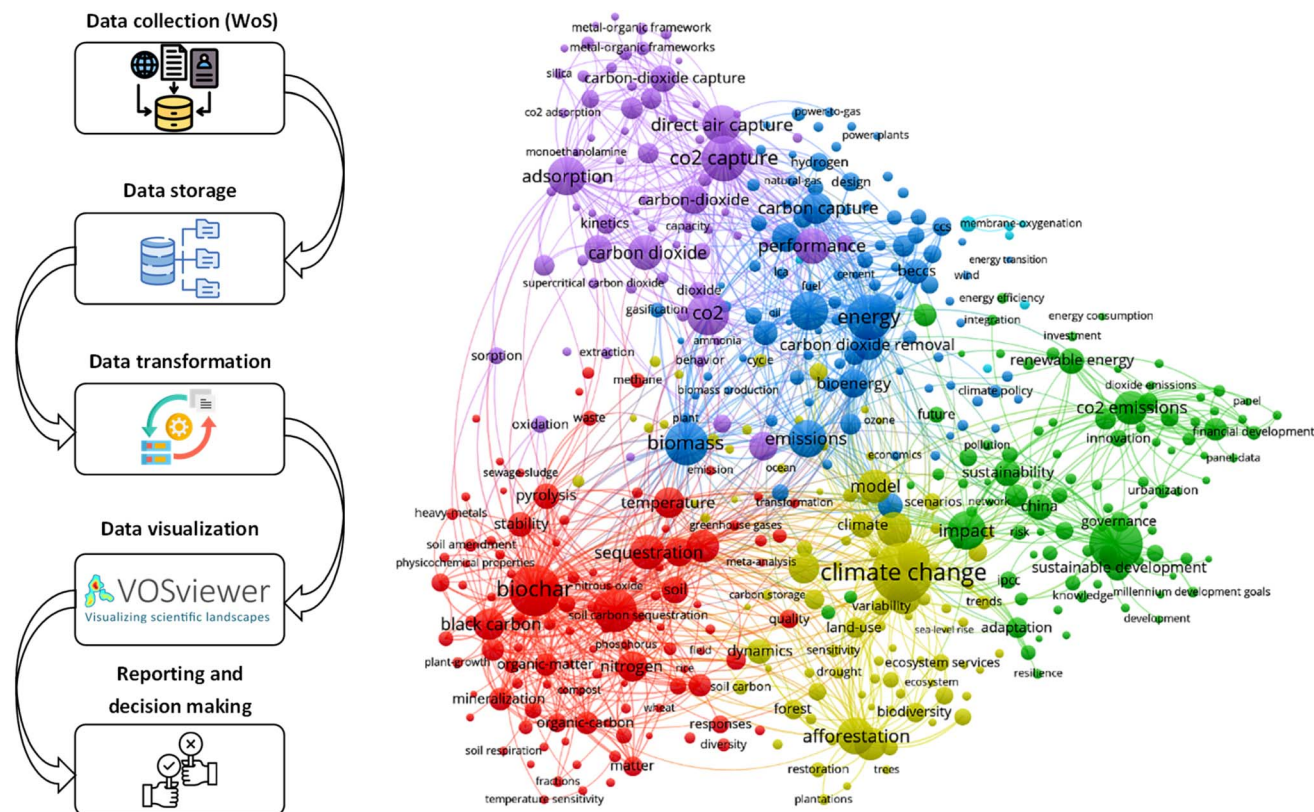 Data collection (WoS)
Data storage
Data transformation
Data visualization
VOSviewer
Visualizing scientific landscapes
Reporting and
decision making
metal-organic framework
metal-organic frameworks
silica
carbon-dioxide capture
co2 adsorption
direct air capture
power-to-gas
power plants
monoethanolamine
co2 capture
hydrogen
adsorption
natural-gas
design
carbon-dioxide
carbon capture
kinetics
capacity
ccs
membrane-oxygenation
carbon dioxide
performance
energy transition
supercritical carbon dioxide
lca
cement
beccs
wind
dioxide
fuel
gasification
energy efficiency
co2
oil
energy
integration
energy consumption
ammonia
carbon dioxide removal
investment
sorption
extraction
behavior
cycle
renewable energy
methane
biomass production
bioenergy
climate policy
dioxide emissions
waste
plant
ozone
future
co2 emissions
panel
oxidation
biomass
emissions
pollution
innovation
financial development
sewage-sludge
emission
ocean
economics
sustainability
panel-data
pyrolysis
temperature
transformation
model
scenarios
network
urbanization
heavy-metals
stability
greenhouse gases
climate
impact
risk
china
governance
soil amendment
sequestration
meta-analysis
physicochemical properties
nitrous-oxide
climate change
ipcc
sustainable development
biochar
soil
carbon storage
variability
trends
knowledge
millennium development goals
black carbon
soil carbon sequestration
quality
land-use
sea-level rise
adaptation
development
phosphorus
field
dynamics
sensitivity
plant-growth
organic-matter
nitrogen
rice
drought
ecosystem services
resilience
mineralization
compost
soil carbon
ecosystem
wheat
forest
biodiversity
organic-carbon
responses
afforestation
soil respiration
diversity
matter
restoration
trees
fractions
temperature sensitivity
plantations